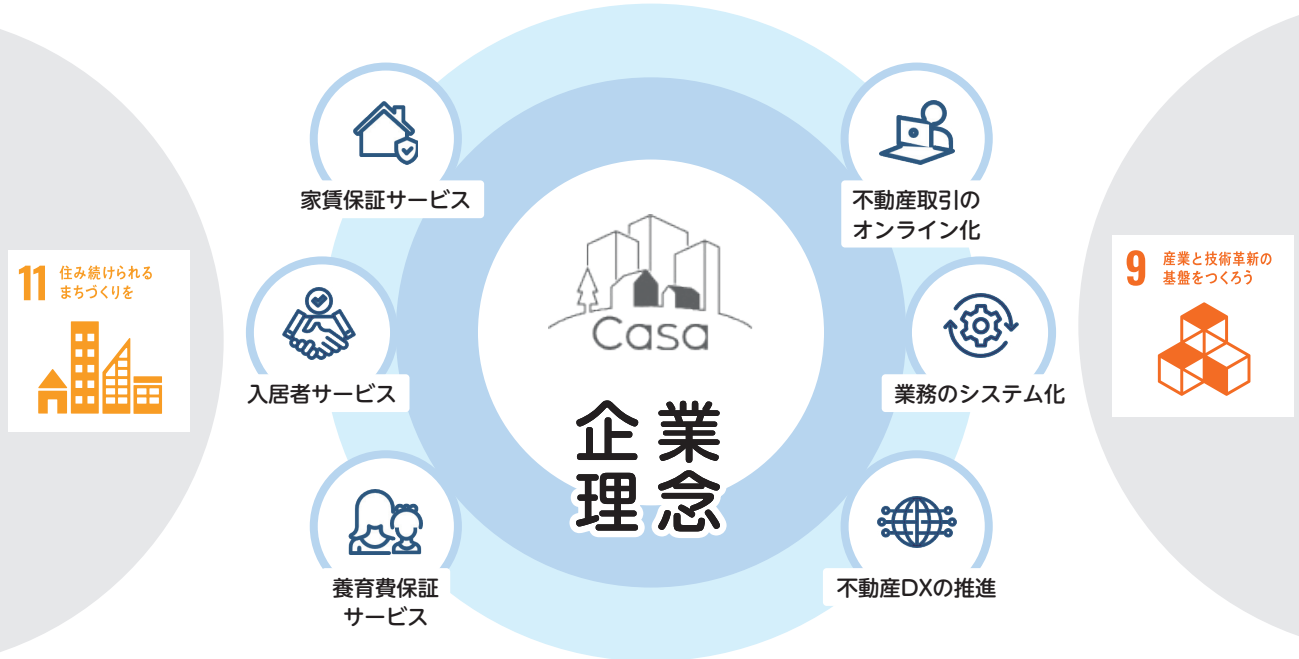 家賃保証サービス
不動産取引の
オンライン化
11 住み続けられる
まちづくりを
9 産業と技術革新の
基盤をつくろう
Casa
入居者サービス
業務のシステム化
企業
理念
養育費保証
サービス
不動産DXの推進